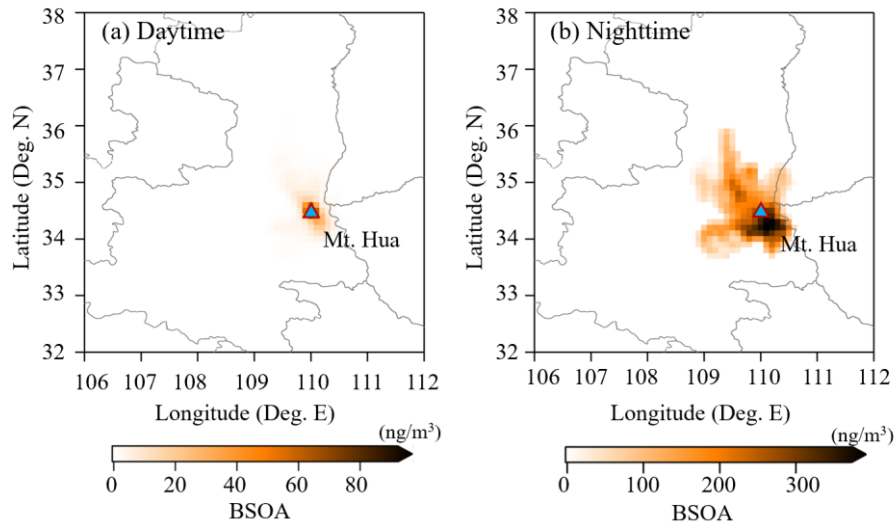 (a) Daytime
38
37
36
35
34
33
32
Latitude (Deg. N)
Mt. Hua
106 107 108 109 110 111 112
Longitude (Deg. E)
(ng/m³)
0 20 40 60 80
BSOA
(b) Nighttime
38
37
36
35
34
33
32
Latitude (Deg. N)
Mt. Hua
106 107 108 109 110 111 112
Longitude (Deg. E)
(ng/m³)
0 100 200 300
BSOA